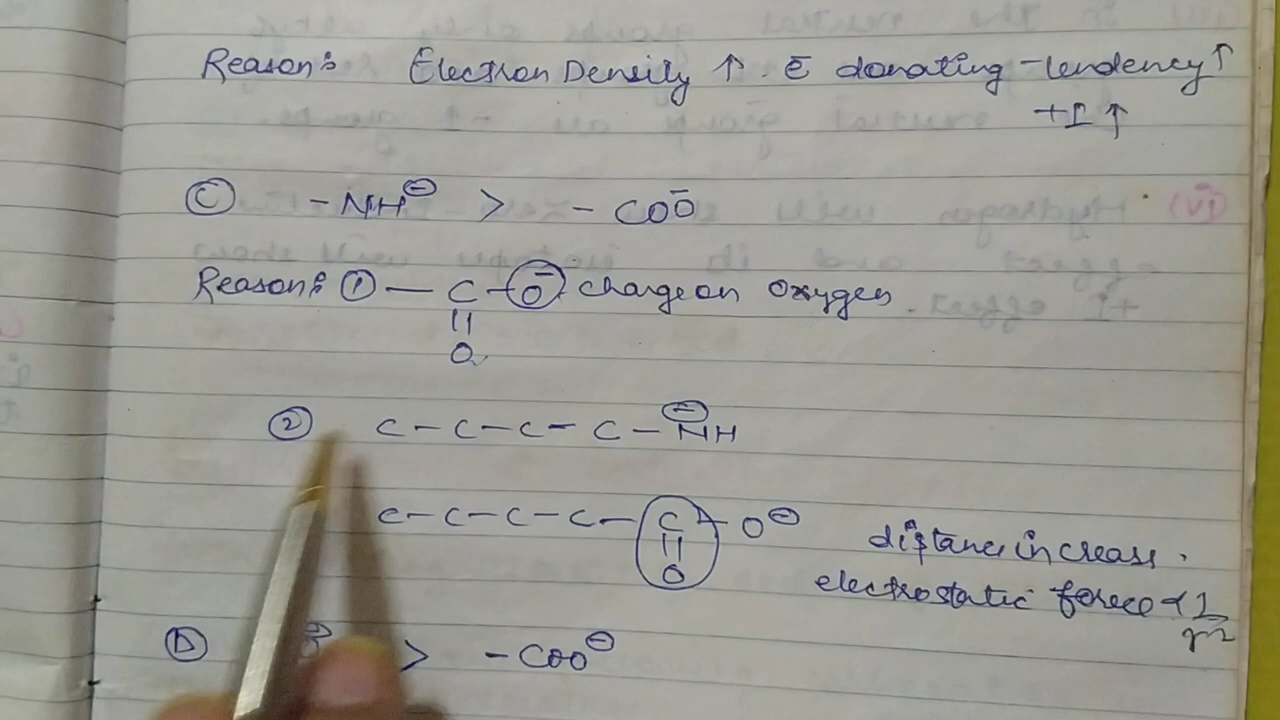 Reason: Electron Density ↑ . ē donating tendency ↑
+I ↑
Ⓒ -NH⊖ > -COŌ
Reason: ① — C - O⁻ charge on oxygen.
||
O
② C - C - C - C - N⊖H
C - C - C - C - C - O⊖
||
O
distance increase.
electrostatic force ∝ 1/r²
Ⓓ > -COO⊖